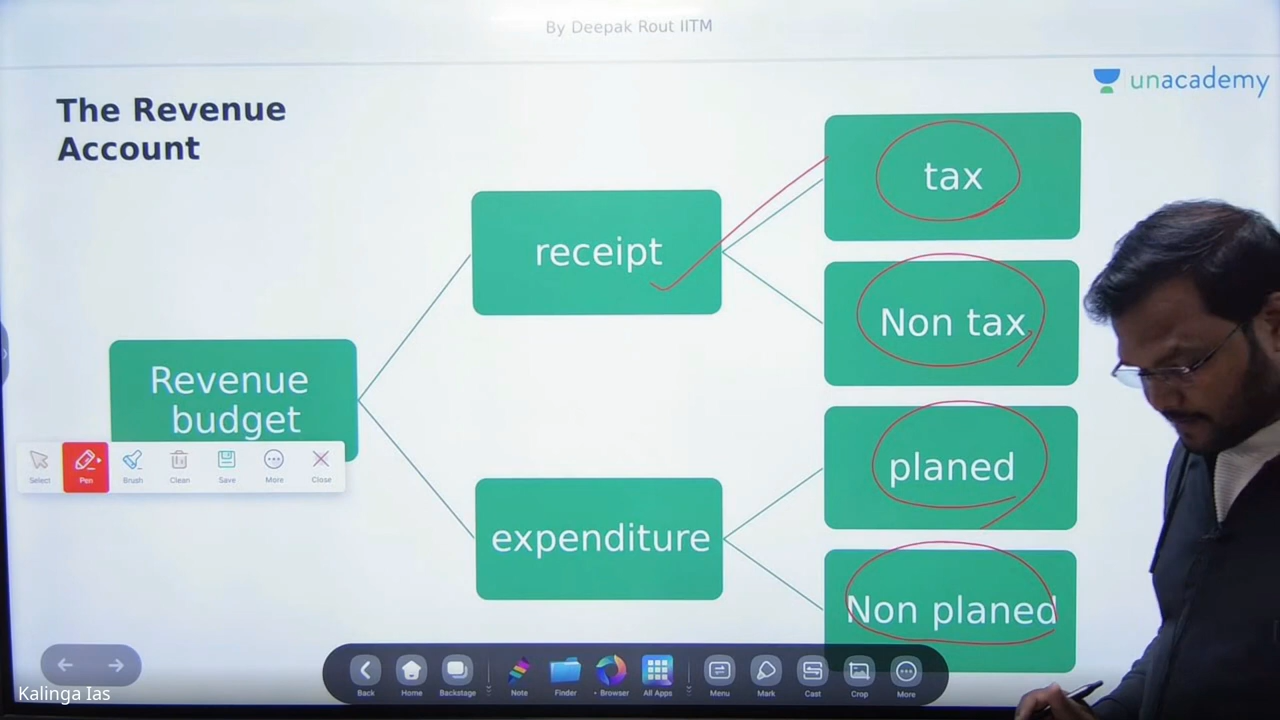 By Deepak Rout IITM
unacademy
The Revenue
Account
tax
receipt
Non tax
Revenue
budget
planed
expenditure
Non planed
Select
Pen
Brush
Clean
Save
More
Close
Back
Home
Backstage
Note
Finder
Browser
All Apps
Menu
Mark
Cast
Crop
More
Kalinga Ias